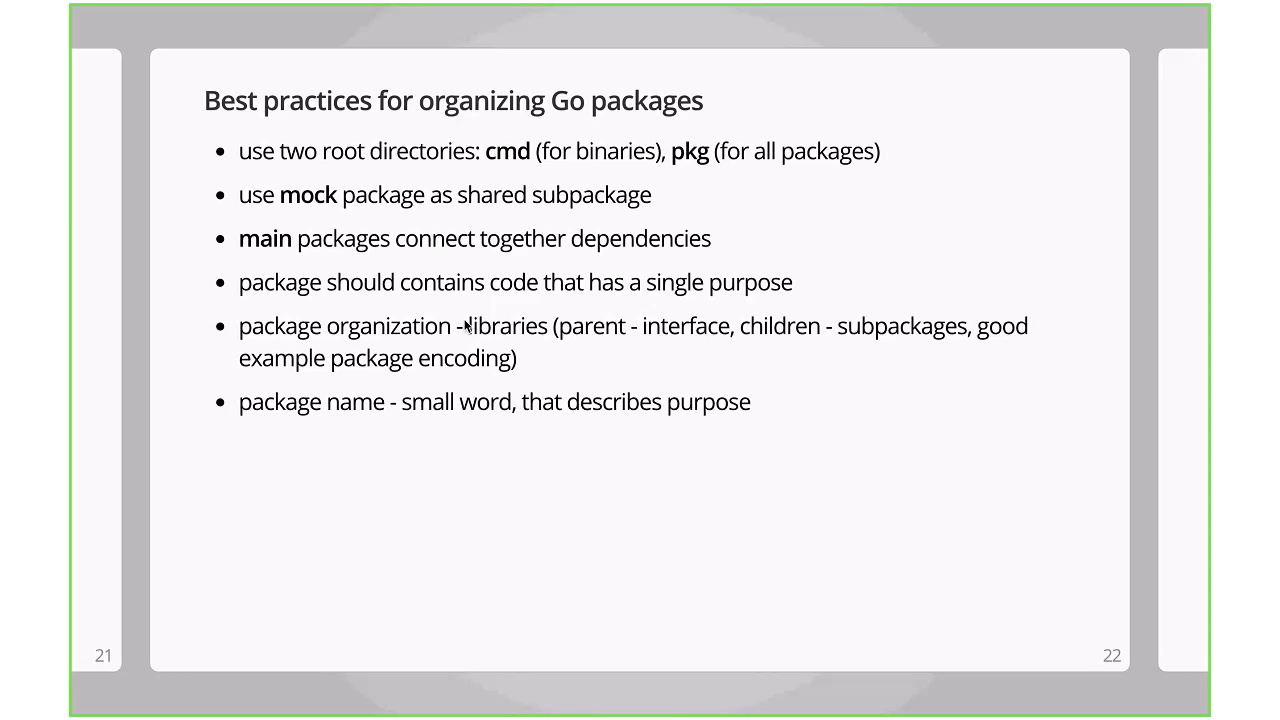 Best practices for organizing Go packages
use two root directories: cmd (for binaries), pkg (for all packages)
use mock package as shared subpackage
main packages connect together dependencies
package should contains code that has a single purpose
package organization - libraries (parent - interface, children - subpackages, good
example package encoding)
package name - small word, that describes purpose
21
22